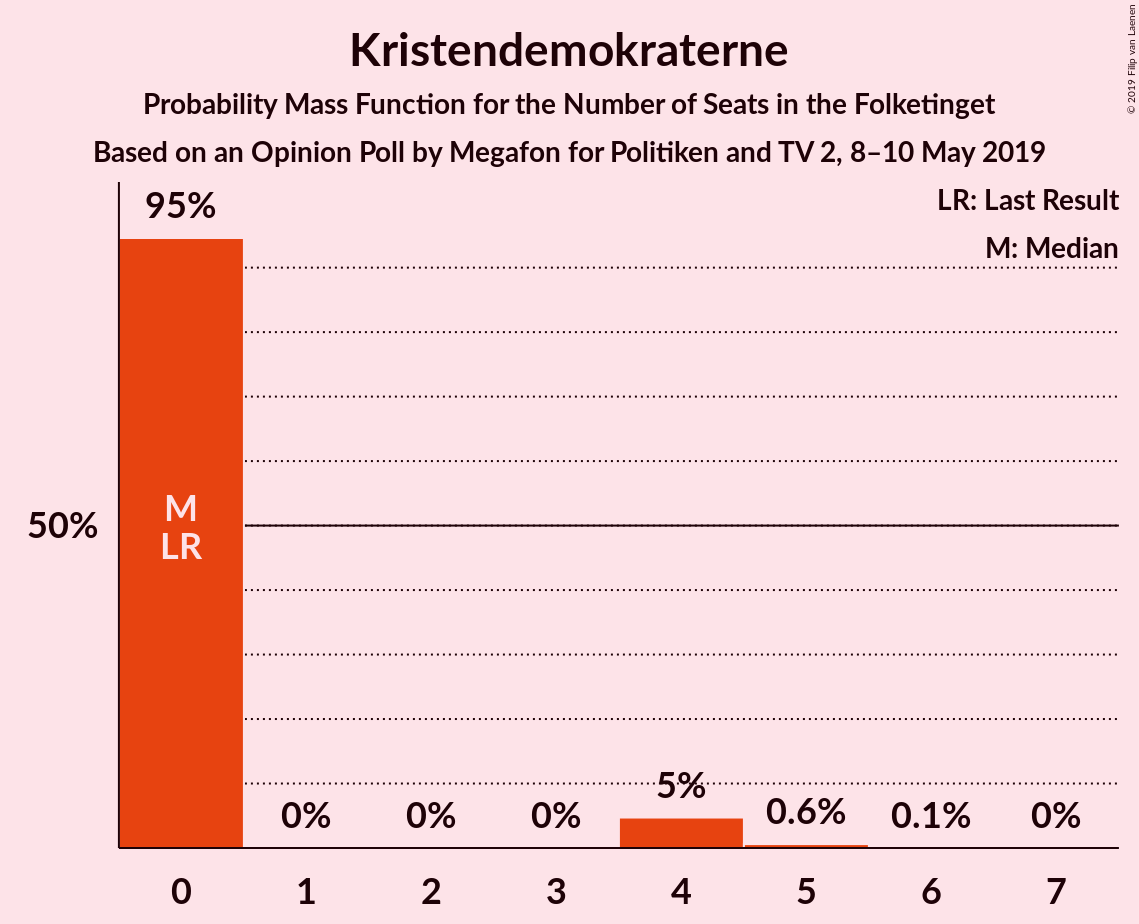 Kristendemokraterne
Probability Mass Function for the Number of Seats in the Folketinget
Based on an Opinion Poll by Megafon for Politiken and TV 2, 8–10 May 2019
© 2019 Filip van Laenen
LR: Last Result
M: Median
95%
M
LR
50%
0%
0%
0%
5%
0.6%
0.1%
0%
0
1
2
3
4
5
6
7